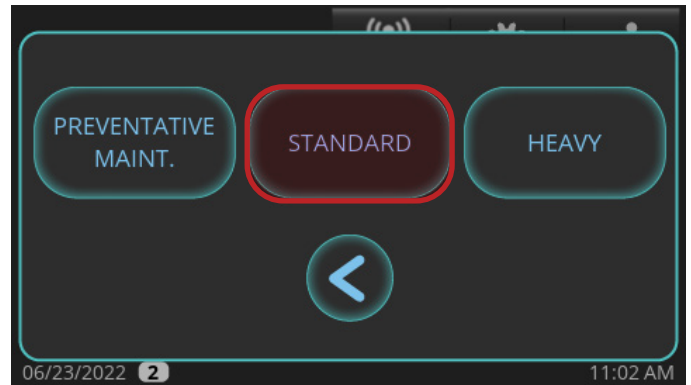 PREVENTATIVE
MAINT.
STANDARD
HEAVY
06/23/2022 2
11:02 AM